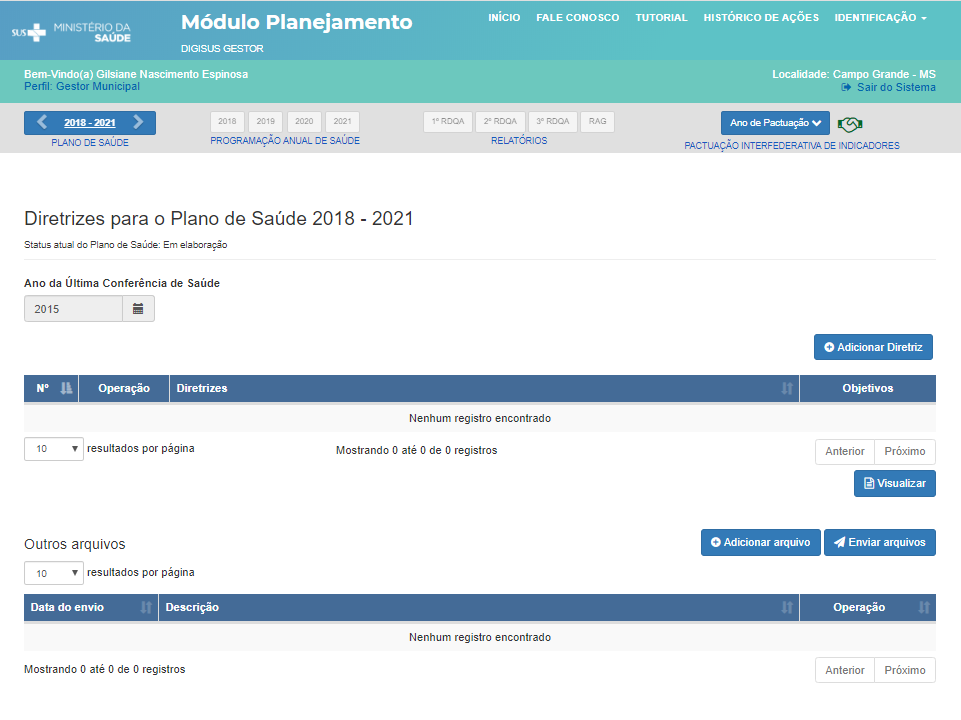 SUS MINISTÉRIO DA SAÚDE
Módulo Planejamento
DIGISUS GESTOR
INÍCIO FALE CONOSCO TUTORIAL HISTÓRICO DE AÇÕES IDENTIFICAÇÃO
Bem-Vindo(a) Gilsiane Nascimento Espinosa
Perfil: Gestor Municipal
Localidade: Campo Grande - MS
Sair do Sistema
2018 - 2021
PLANO DE SAÚDE
2018 2019 2020 2021
PROGRAMAÇÃO ANUAL DE SAÚDE
1º RDQA 2º RDQA 3º RDQA RAG
RELATÓRIOS
Ano de Pactuação
PACTUAÇÃO INTERFEDERATIVA DE INDICADORES
Diretrizes para o Plano de Saúde 2018 - 2021
Status atual do Plano de Saúde: Em elaboração
Ano da Última Conferência de Saúde
2015
Adicionar Diretriz
Nº Operação Diretrizes Objetivos
Nenhum registro encontrado
10 resultados por página Mostrando 0 até 0 de 0 registros Anterior Próximo
Visualizar
Outros arquivos Adicionar arquivo Enviar arquivos
10 resultados por página
Data do envio Descrição Operação
Nenhum registro encontrado
Mostrando 0 até 0 de 0 registros Anterior Próximo